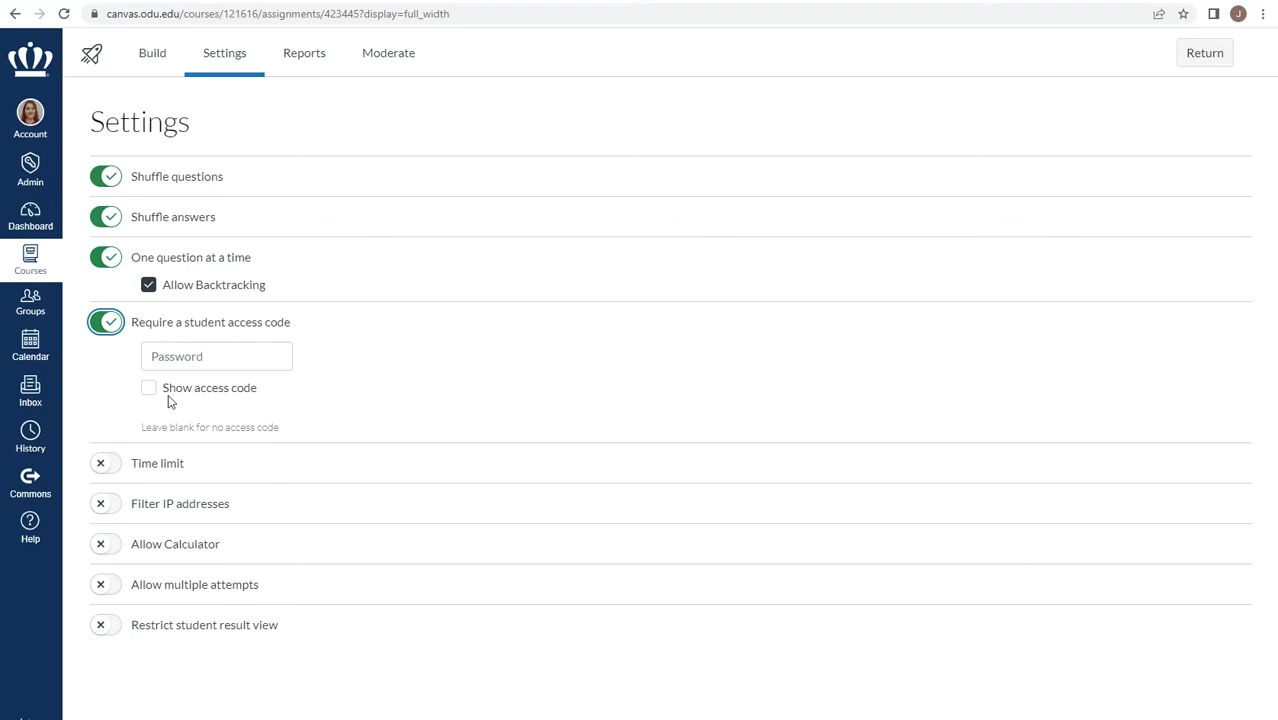 canvas.odu.edu/courses/121616/assignments/423445?display=full_width
J
Build Settings Reports Moderate Return
Account
Admin
Dashboard
Courses
Groups
Calendar
Inbox
History
Commons
Help
Settings
Shuffle questions
Shuffle answers
One question at a time
Allow Backtracking
Require a student access code
Password
Show access code
Leave blank for no access code
Time limit
Filter IP addresses
Allow Calculator
Allow multiple attempts
Restrict student result view